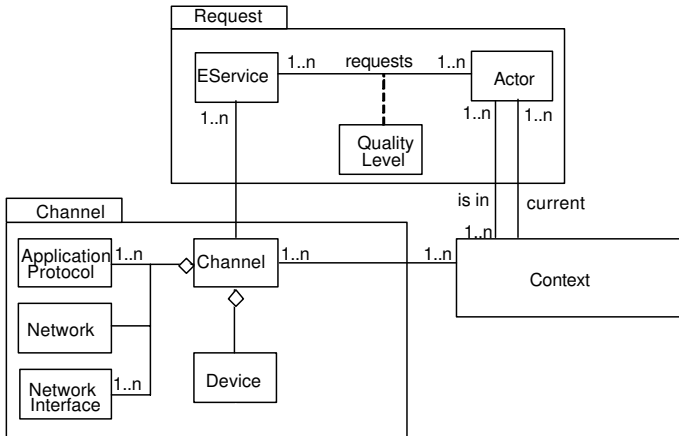 Request
1..n requests 1..n
EService
Actor
1..n
1..n 1..n
Quality
Level
is in current
Channel
1..n
Application
Protocol
1..n
Channel
1..n
1..n
Context
Network
1..n
Network
Interface
Device